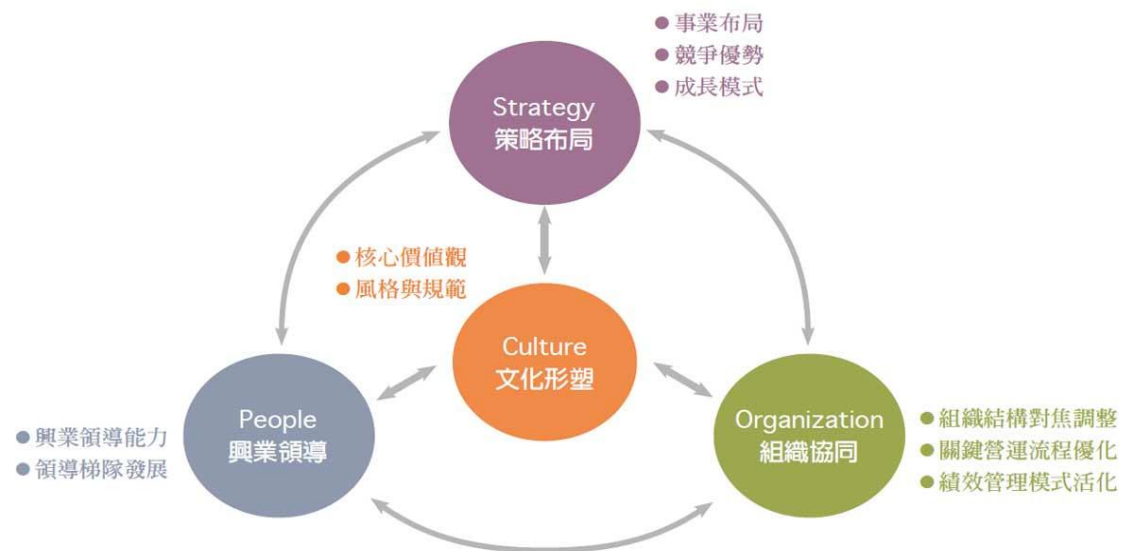 ● 事業布局
● 競爭優勢
● 成長模式
Strategy
策略布局
● 核心價值觀
● 風格與規範
Culture
文化形塑
People
興業領導
● 興業領導能力
● 領導梯隊發展
Organization
組織協同
● 組織結構對焦調整
● 關鍵營運流程優化
● 績效管理模式活化